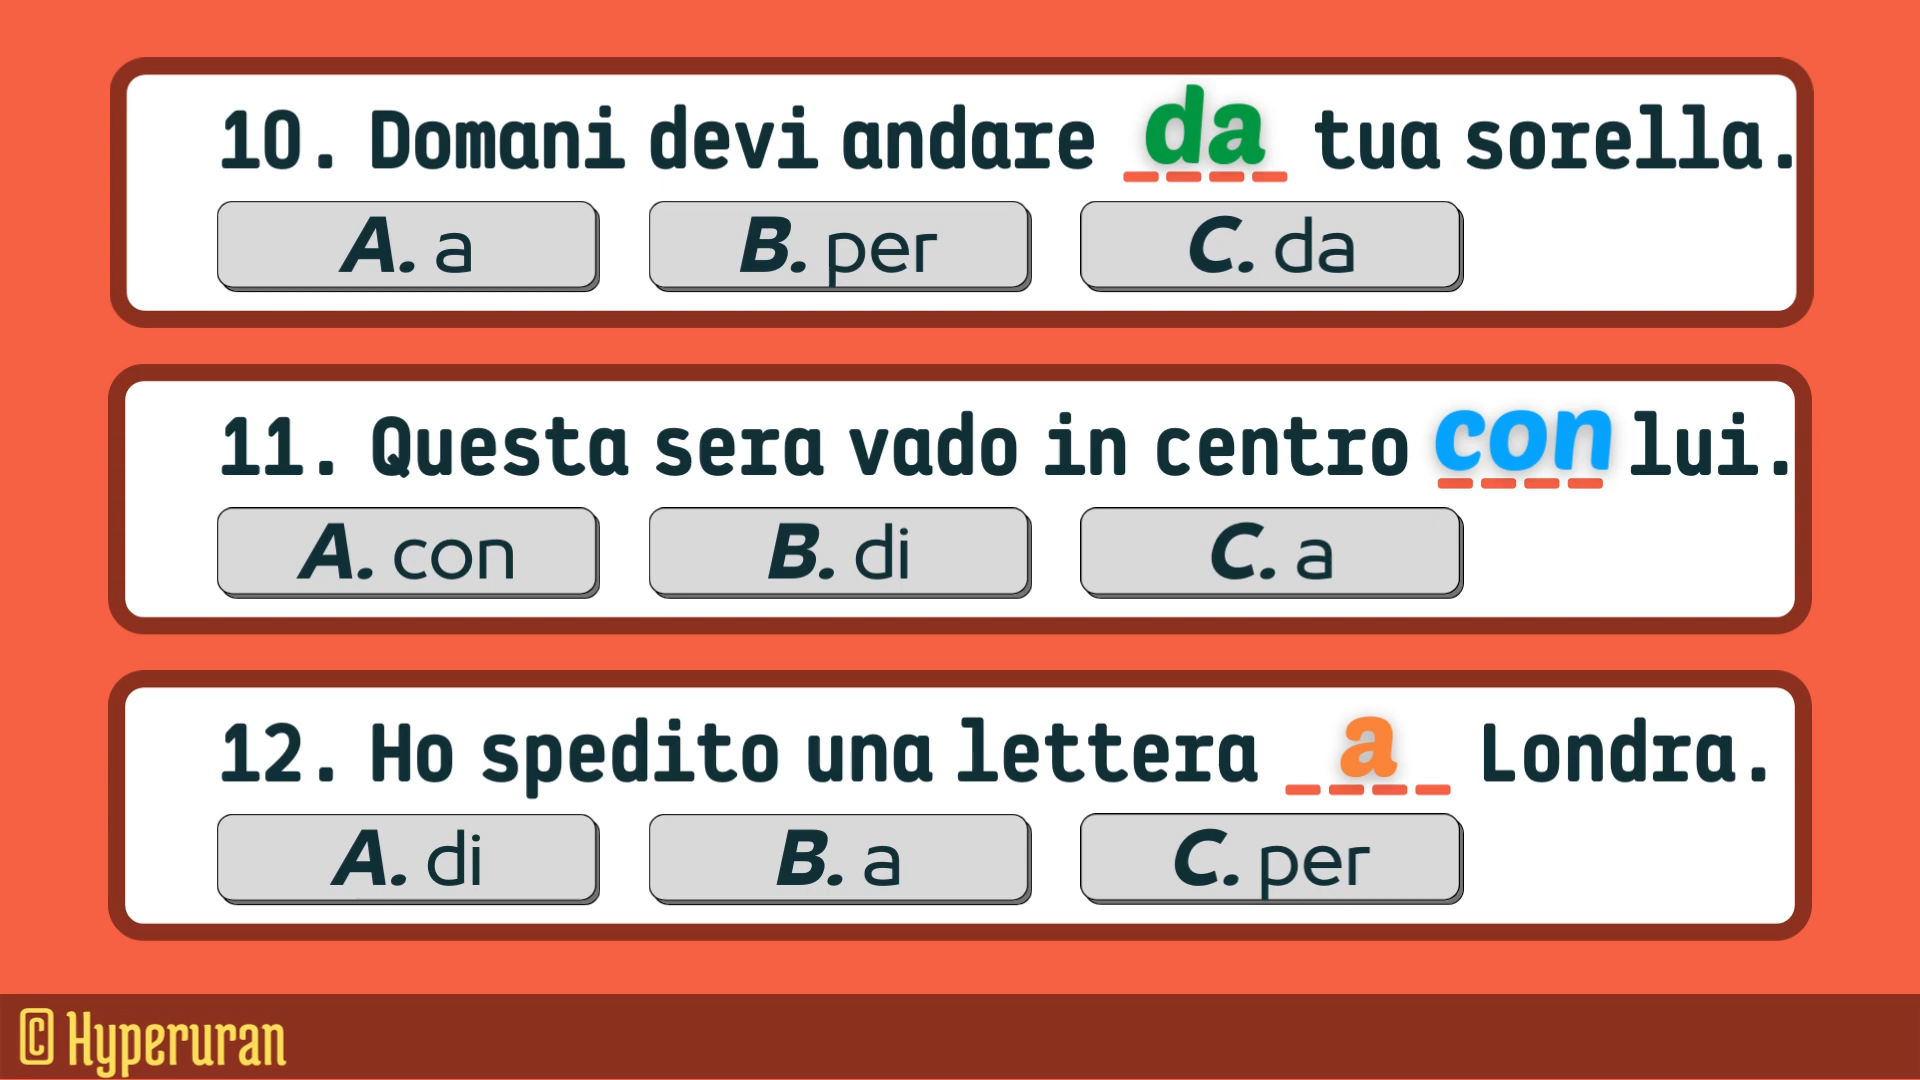 10. Domani devi andare da tua sorella.
A. a B. per C. da
11. Questa sera vado in centro con lui.
A. con B. di C. a
12. Ho spedito una lettera a Londra.
A. di B. a C. per
© Hyperuran